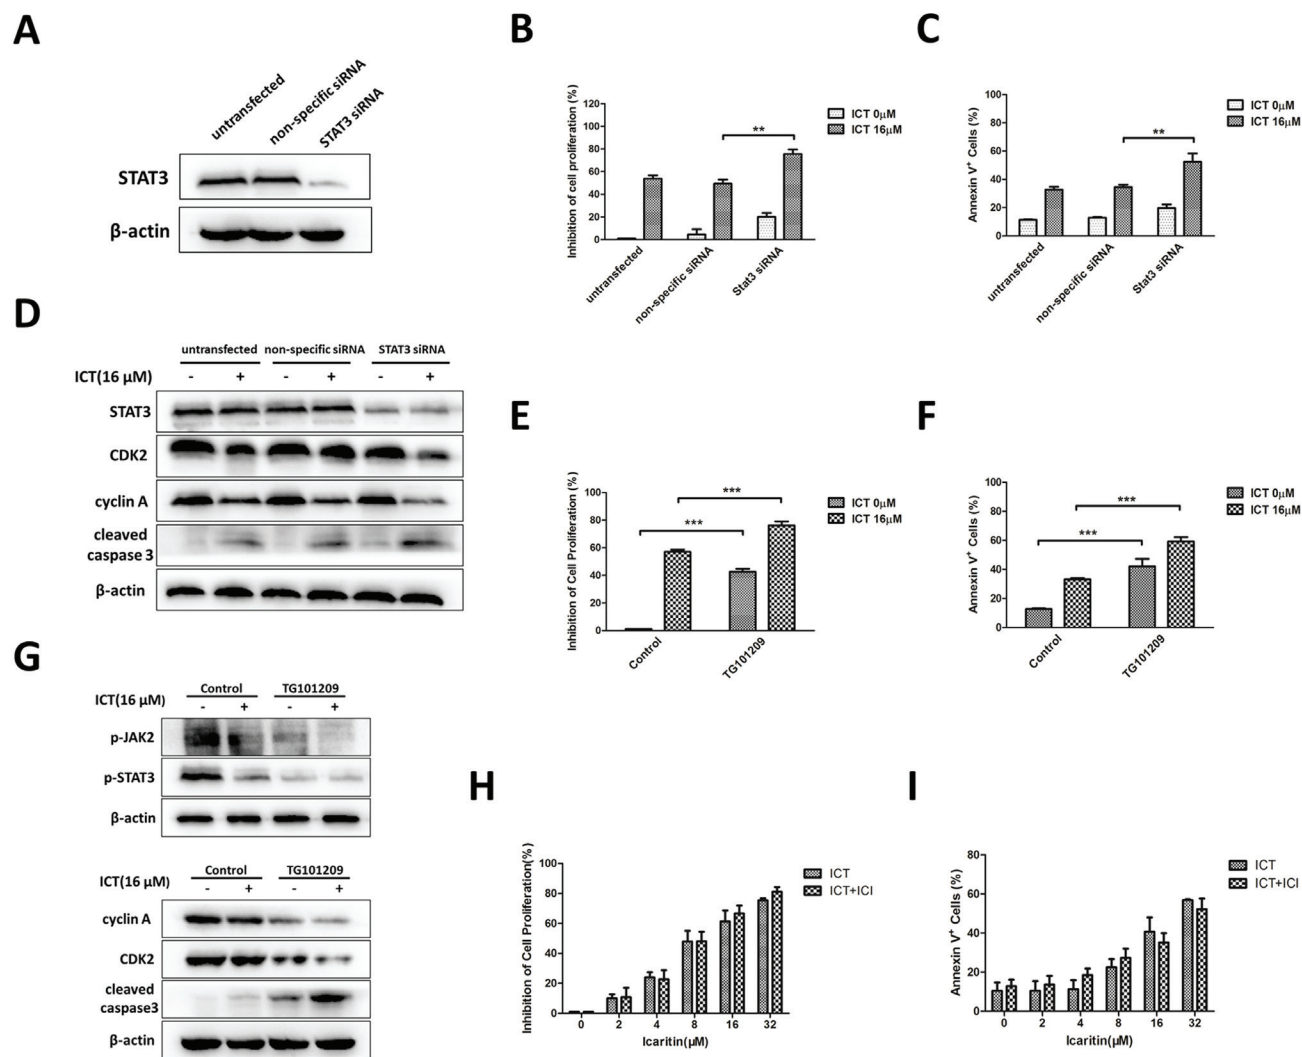 A
untransfected
non-specific siRNA
STAT3 siRNA
STAT3
β-actin
B
Inhibition of cell proliferation (%)
120
100
80
60
40
20
0
**
ICT 0μM
ICT 16μM
untransfected
non-specific siRNA
Stat3 siRNA
C
Annexin V+ Cells (%)
100
80
60
40
20
0
**
ICT 0μM
ICT 16μM
untransfected
non-specific siRNA
Stat3 siRNA
D
untransfected non-specific siRNA STAT3 siRNA
ICT(16 μM) - + - + - +
STAT3
CDK2
cyclin A
cleaved
caspase 3
β-actin
E
Inhibition of Cell Proliferation (%)
100
80
60
40
20
0
***
***
ICT 0μM
ICT 16μM
Control
TG101209
F
Annexin V+ Cells (%)
100
80
60
40
20
0
***
***
ICT 0μM
ICT 16μM
Control
TG101209
G
Control TG101209
ICT(16 μM) - + - +
p-JAK2
p-STAT3
β-actin
Control TG101209
ICT(16 μM) - + - +
cyclin A
CDK2
cleaved
caspase3
β-actin
H
Inhibition of Cell Proliferation(%)
100
80
60
40
20
0
ICT
ICT+ICI
0 2 4 8 16 32
Icaritin(μM)
I
Annexin V+ Cells (%)
80
60
40
20
0
ICT
ICT+ICI
0 2 4 8 16 32
Icaritin(μM)